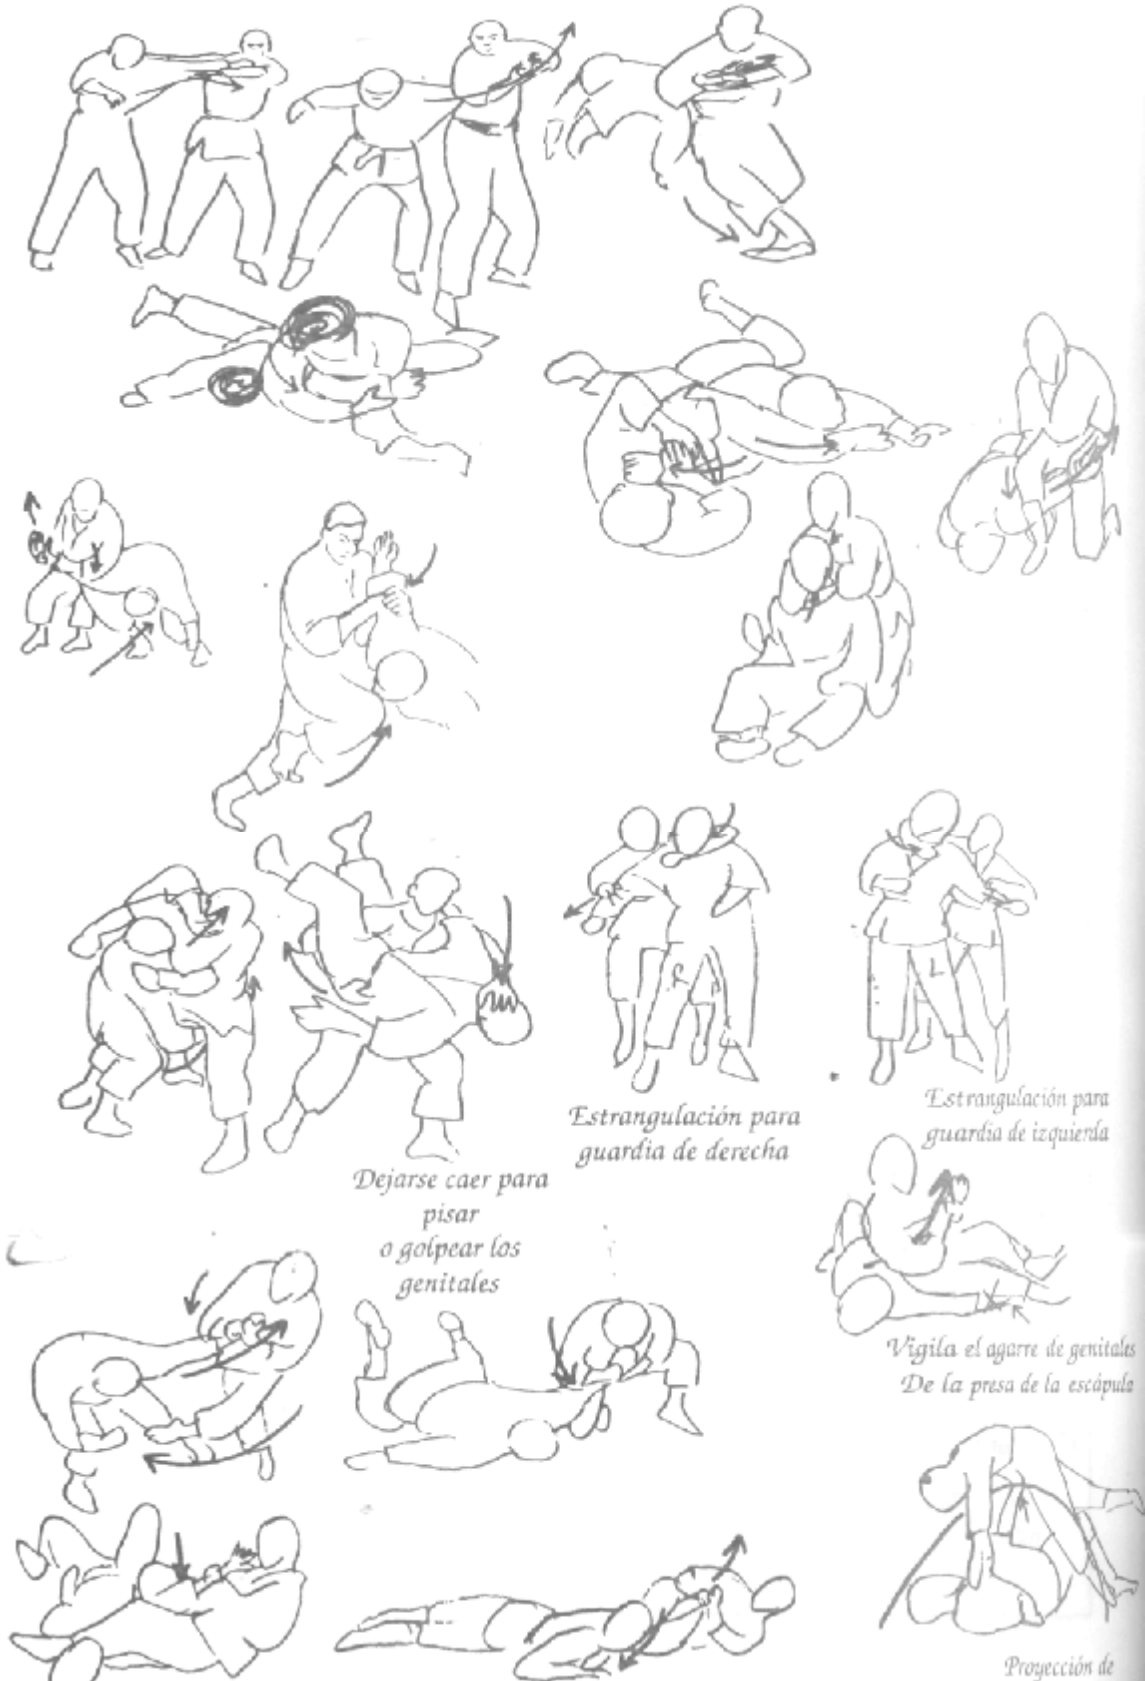 Estrangulación para
guardia de derecha
Estrangulación para
guardia de izquierda
Dejarse caer para
pisar
o golpear los
genitales
Vigila el agarre de genitales
De la presa de la escápula
Proyección de